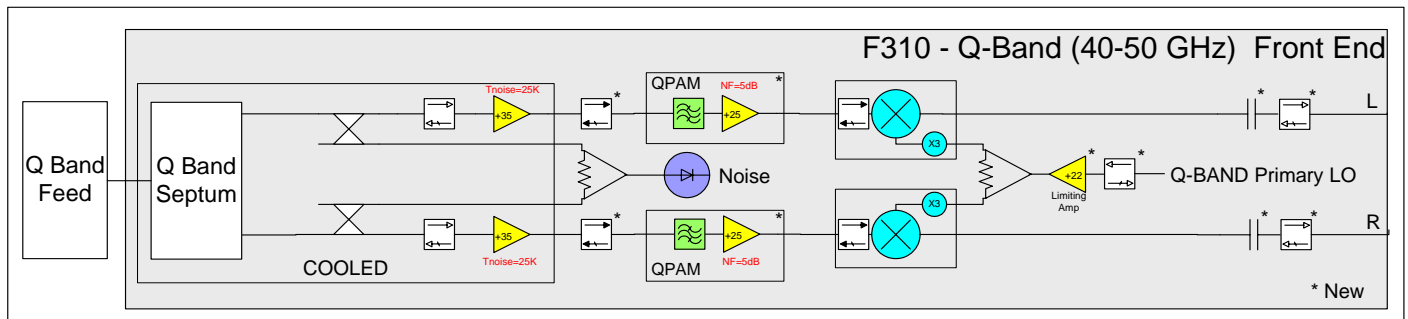 F310 - Q-Band (40-50 GHz) Front End
Q Band
Feed
Q Band
Septum
COOLED
Tnoise=25K
+35
*
QPAM
NF=5dB
*
+25
X3
*
*
L
Noise
+22
*
*
Limiting
Amp
Q-BAND Primary LO
+35
Tnoise=25K
*
QPAM
+25
NF=5dB
*
X3
*
*
R
* New